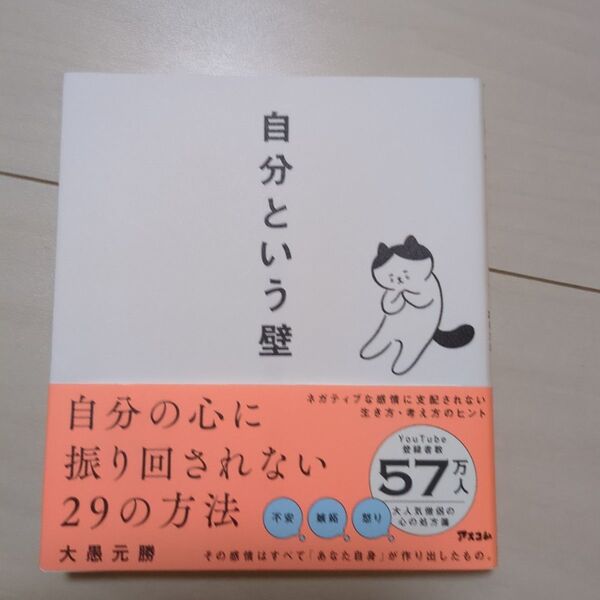 自分という壁
ネガティブな感情に支配されない
生き方・考え方のヒント
自分の心に
振り回されない
29の方法
YouTube
登録者数
57万人
大人気僧侶の
心の処方箋
不安
嫉妬
怒り
アスコム
大愚元勝
その感情はすべて「あなた自身」が作り出したもの。